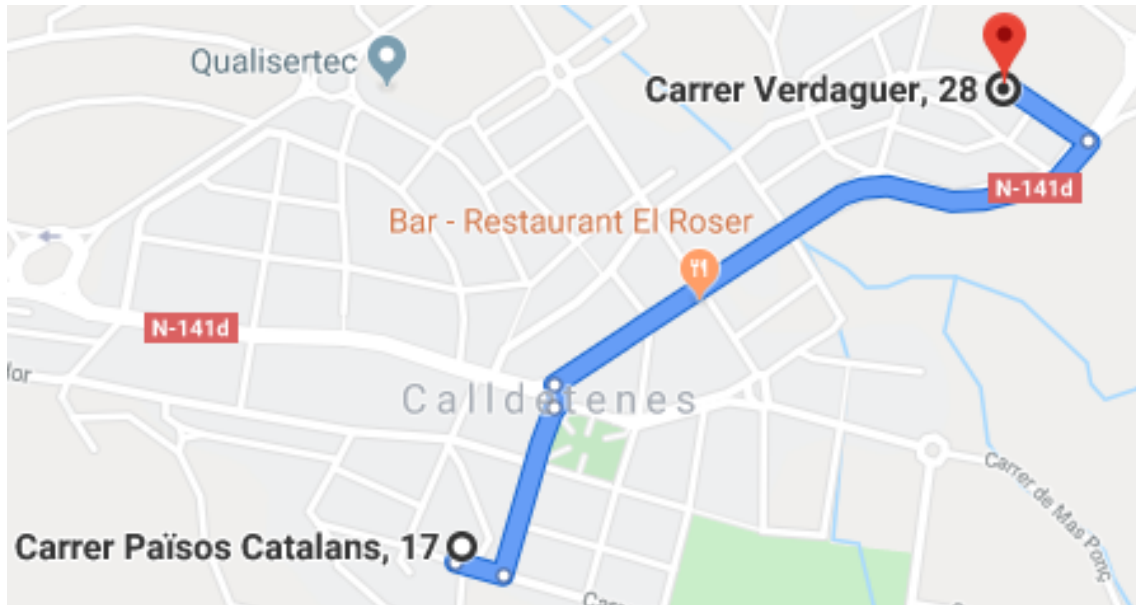 Qualisertec
Carrer Verdaguer, 28
N-141d
Bar - Restaurant El Roser
N-141d
Calldetenes
Carrer de Mas Ponç
Carrer Països Catalans, 17